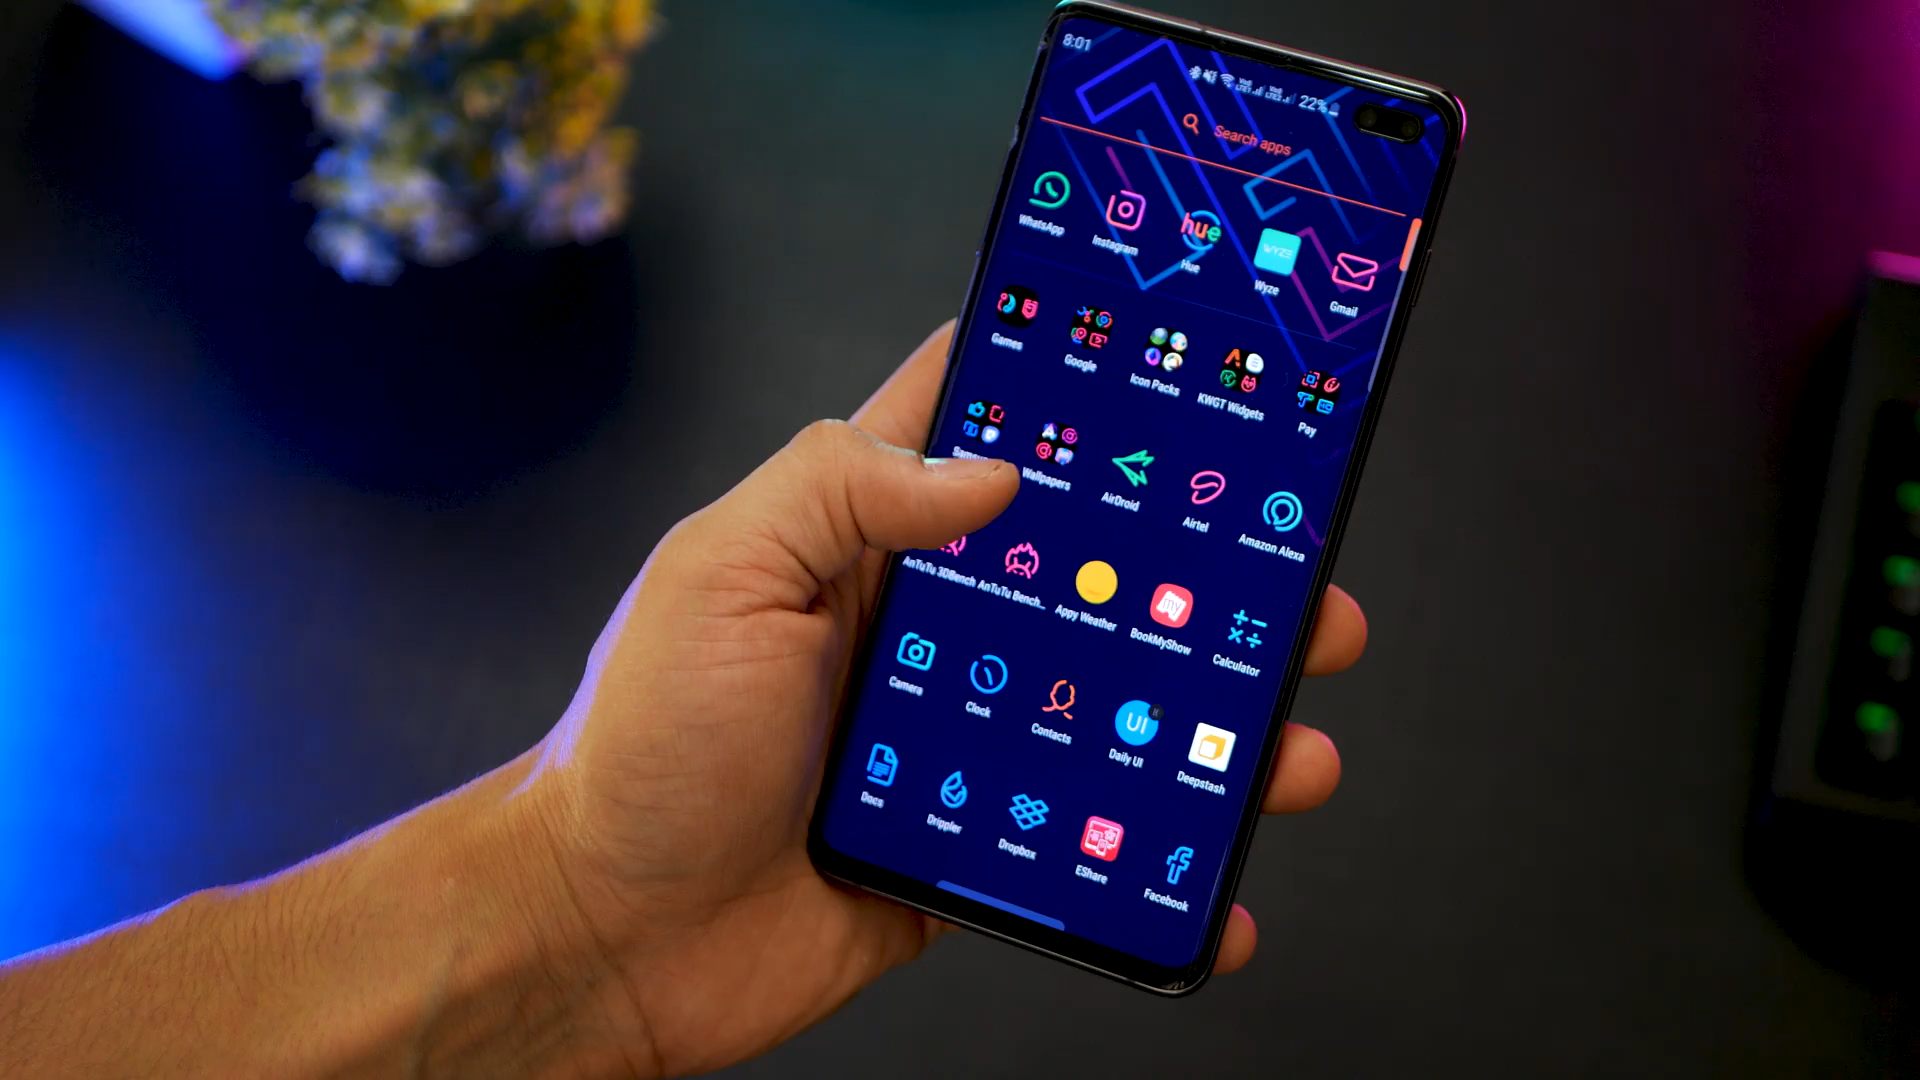 8:01
22%
Search apps
WhatsApp
Instagram
hue
Hue
WYZE
Wyze
Gmail
Games
Google
Icon Packs
KWGT Widgets
Pay
Wallpapers
AirDroid
Airtel
Amazon Alexa
AnTuTu 3DBench
AnTuTu Bench...
Appy Weather
my
BookMyShow
Calculator
Camera
Clock
Contacts
UI
Daily UI
Deepstash
Docs
Drippler
Dropbox
EShare
Facebook